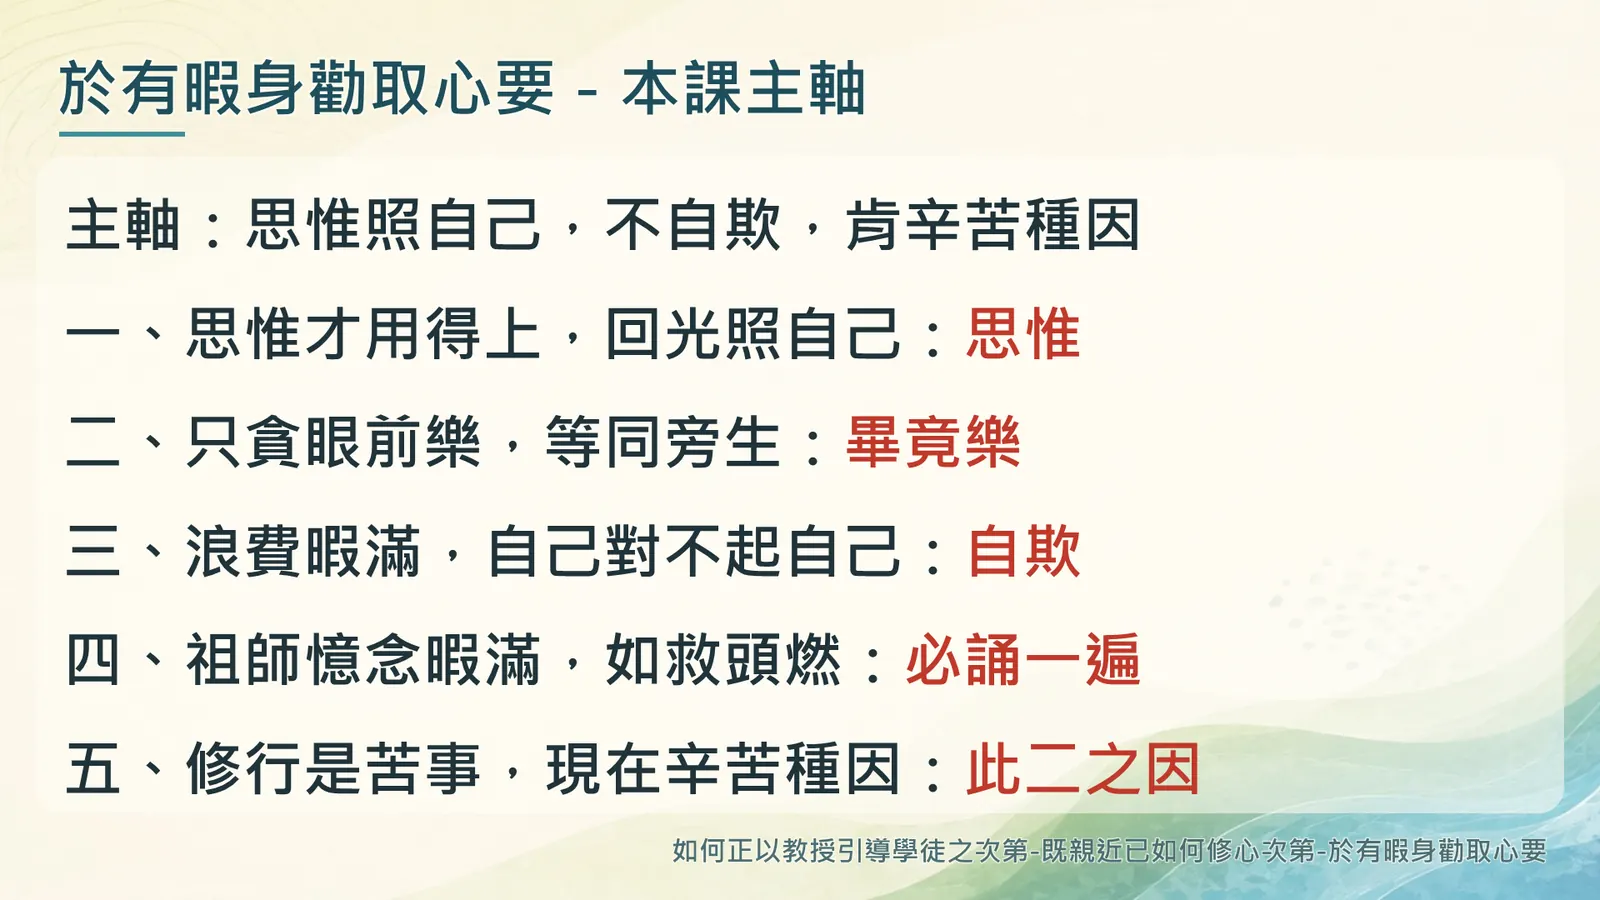 於有暇身勸取心要 - 本課主軸
主軸：思惟照自己，不自欺，肯辛苦種因
一、思惟才用得上，回光照自己：思惟
二、只貪眼前樂，等同旁生：畢竟樂
三、浪費暇滿，自己對不起自己：自欺
四、祖師憶念暇滿，如救頭燃：必誦一遍
五、修行是苦事，現在辛苦種因：此二之因
如何正以教授引導學徒之次第-既親近已如何修心次第-於有暇身勸取心要